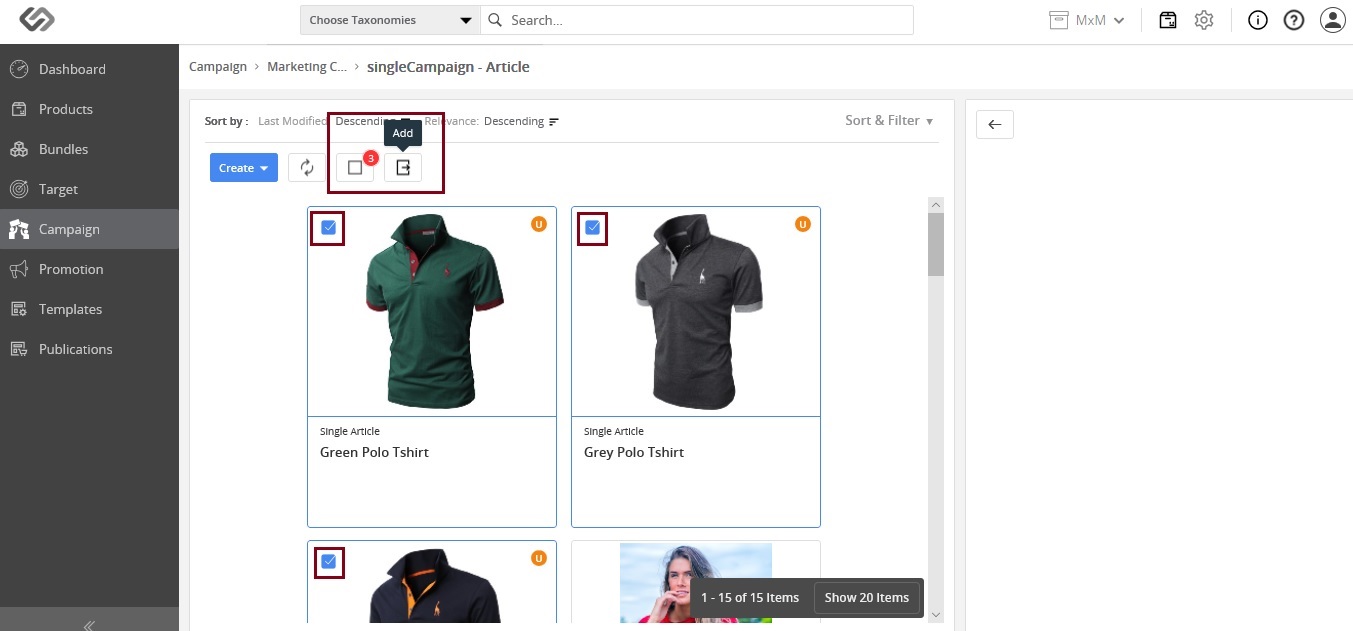 Choose Taxonomies
Search...
MxM
Dashboard
Products
Bundles
Target
Campaign
Promotion
Templates
Publications
Campaign > Marketing C... > singleCampaign - Article
Sort by : Last Modified Descending Relevance: Descending
Sort & Filter
Add
Create
3
U
U
Single Article
Green Polo Tshirt
Single Article
Grey Polo Tshirt
U
1 - 15 of 15 Items
Show 20 Items